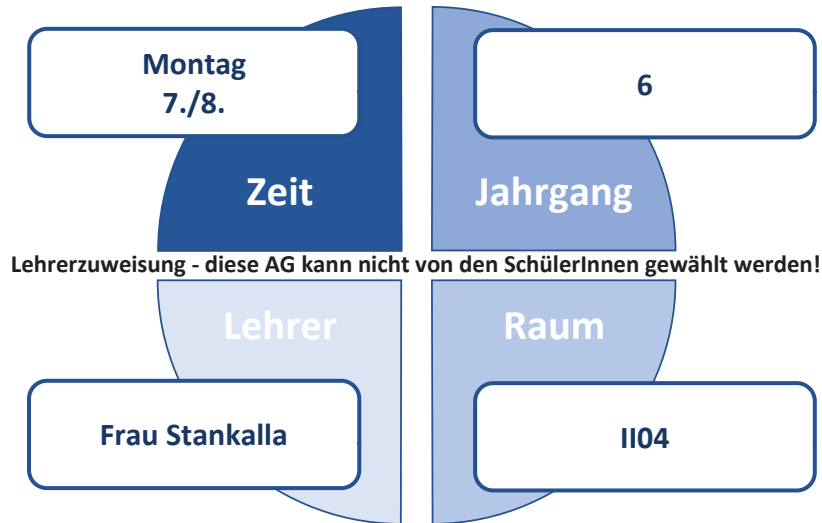 Montag
7./8.
6
Zeit
Jahrgang
Lehrerzuweisung - diese AG kann nicht von den SchülerInnen gewählt werden!
Lehrer
Raum
Frau Stankalla
II04